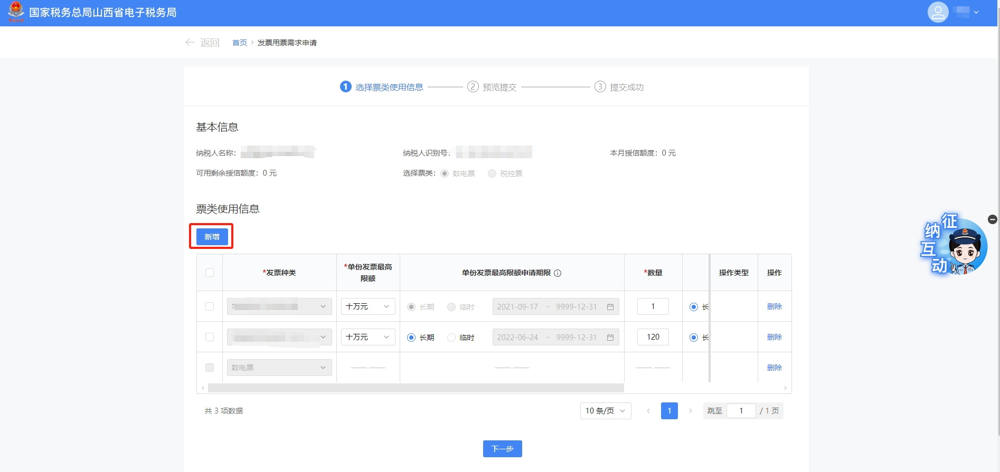 国家税务总局山西省电子税务局
返回 首页 > 发票用票需求申请
1 选择票类使用信息 2 预览提交 3 提交成功
基本信息
纳税人名称： 纳税人识别号： 本月授信额度：0 元
可用剩余授信额度：0 元 选择票类： 数电票 税控票
票类使用信息
新增
*发票种类 *单份发票最高限额 单份发票最高限额申请期限 *数量 操作类型 操作
十万元 长期 临时 2021-09-17 - 9999-12-31 1 长 删除
十万元 长期 临时 2022-06-24 - 9999-12-31 120 长 删除
数电票 —— —— —— —— —— —— 删除
共 3 项数据 10 条/页 < 1 > 跳至 1 / 1 页
下一步
征
纳
互
动